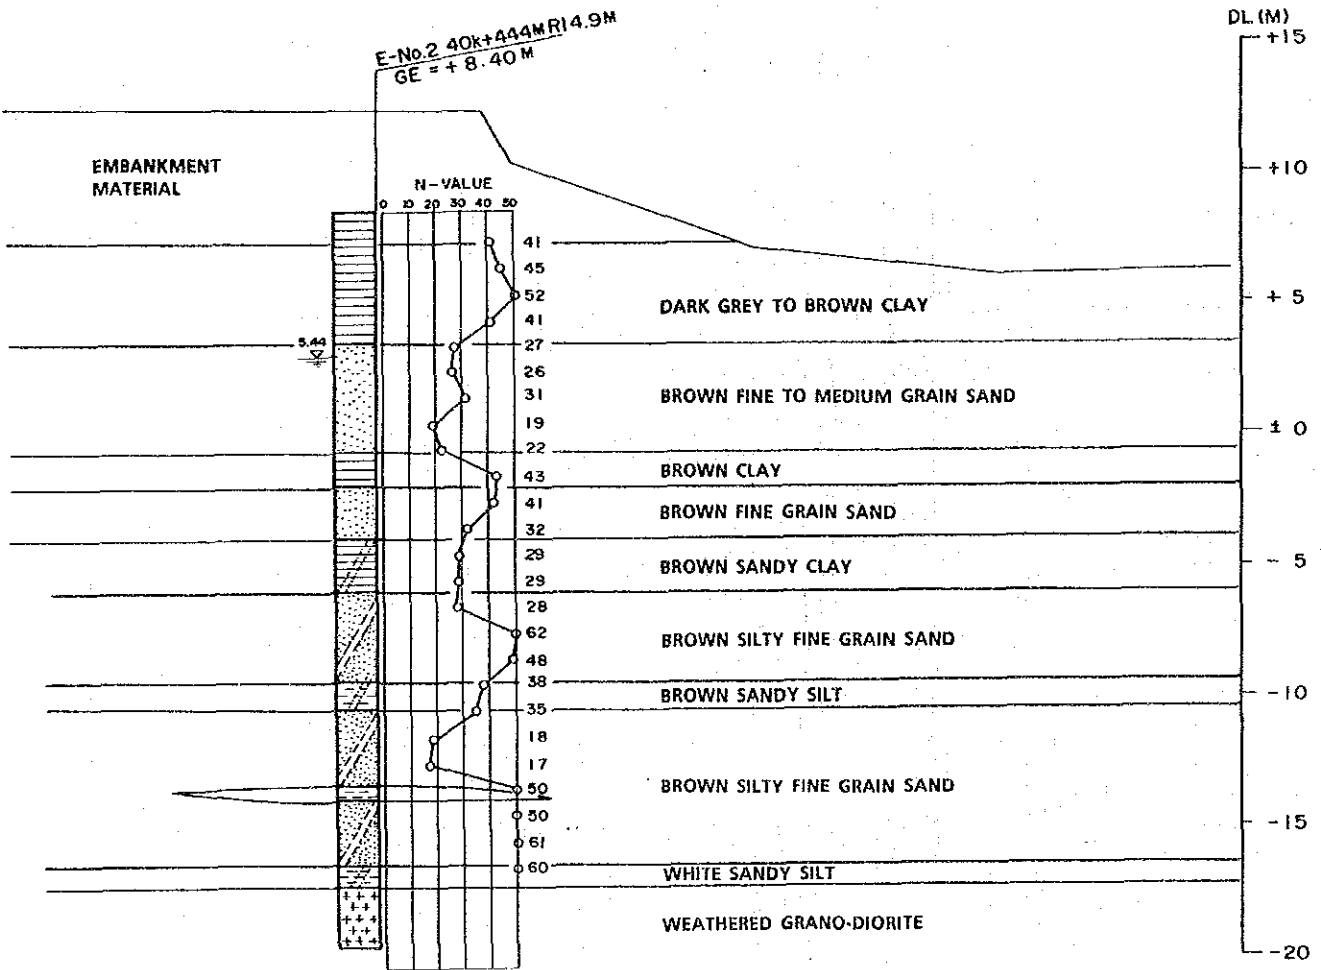 E-No.2 40k+444M R14.9M
GE = + 8.40 M
DL (M)
+15
EMBANKMENT
MATERIAL
+10
N-VALUE
0 10 20 30 40 50
41
45
52
+ 5
DARK GREY TO BROWN CLAY
41
5.44
27
26
31
BROWN FINE TO MEDIUM GRAIN SAND
19
± 0
22
43
BROWN CLAY
41
BROWN FINE GRAIN SAND
32
29
- 5
BROWN SANDY CLAY
29
28
62
BROWN SILTY FINE GRAIN SAND
48
38
BROWN SANDY SILT
-10
35
18
17
50
BROWN SILTY FINE GRAIN SAND
50
-15
61
60
WHITE SANDY SILT
WEATHERED GRANO-DIORITE
-20